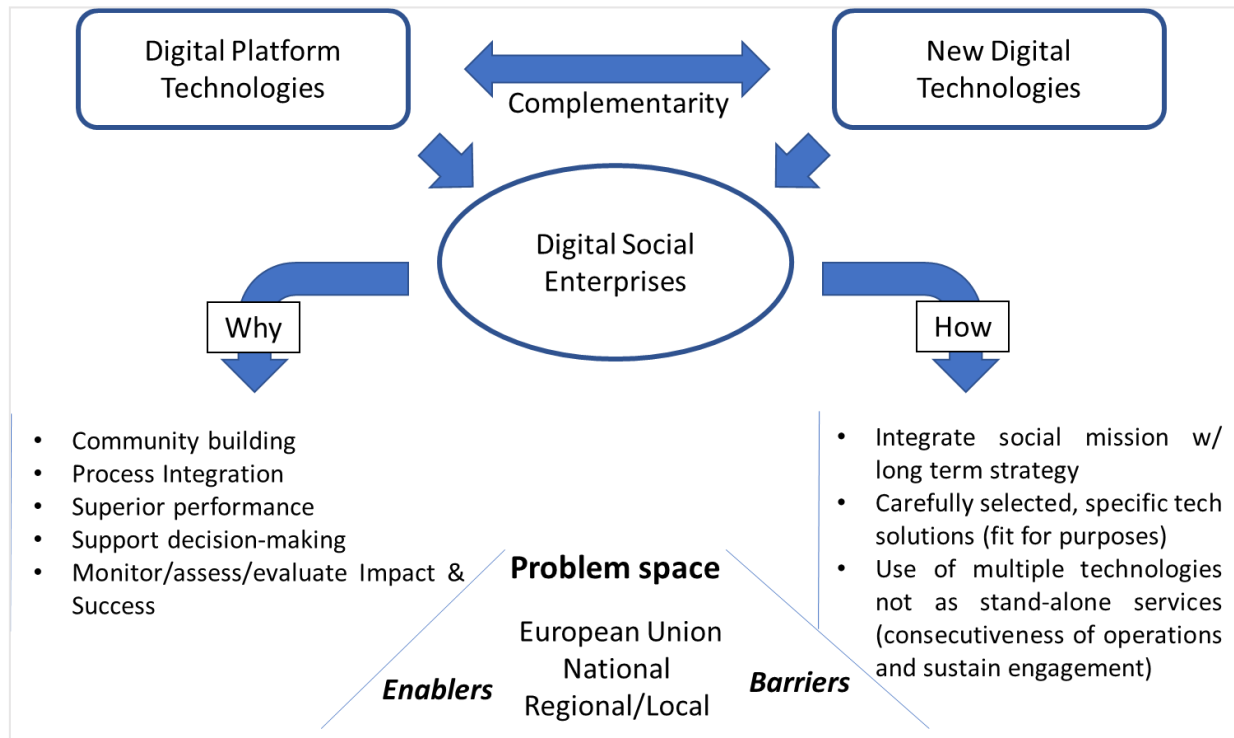 Digital Platform
Technologies
New Digital
Technologies
Complementarity
Digital Social
Enterprises
Why
How
• Community building
• Process Integration
• Superior performance
• Support decision-making
• Monitor/assess/evaluate Impact &
Success
• Integrate social mission w/
long term strategy
• Carefully selected, specific tech
solutions (fit for purposes)
• Use of multiple technologies
not as stand-alone services
(consecutiveness of operations
and sustain engagement)
Problem space
European Union
National
Regional/Local
Enablers
Barriers